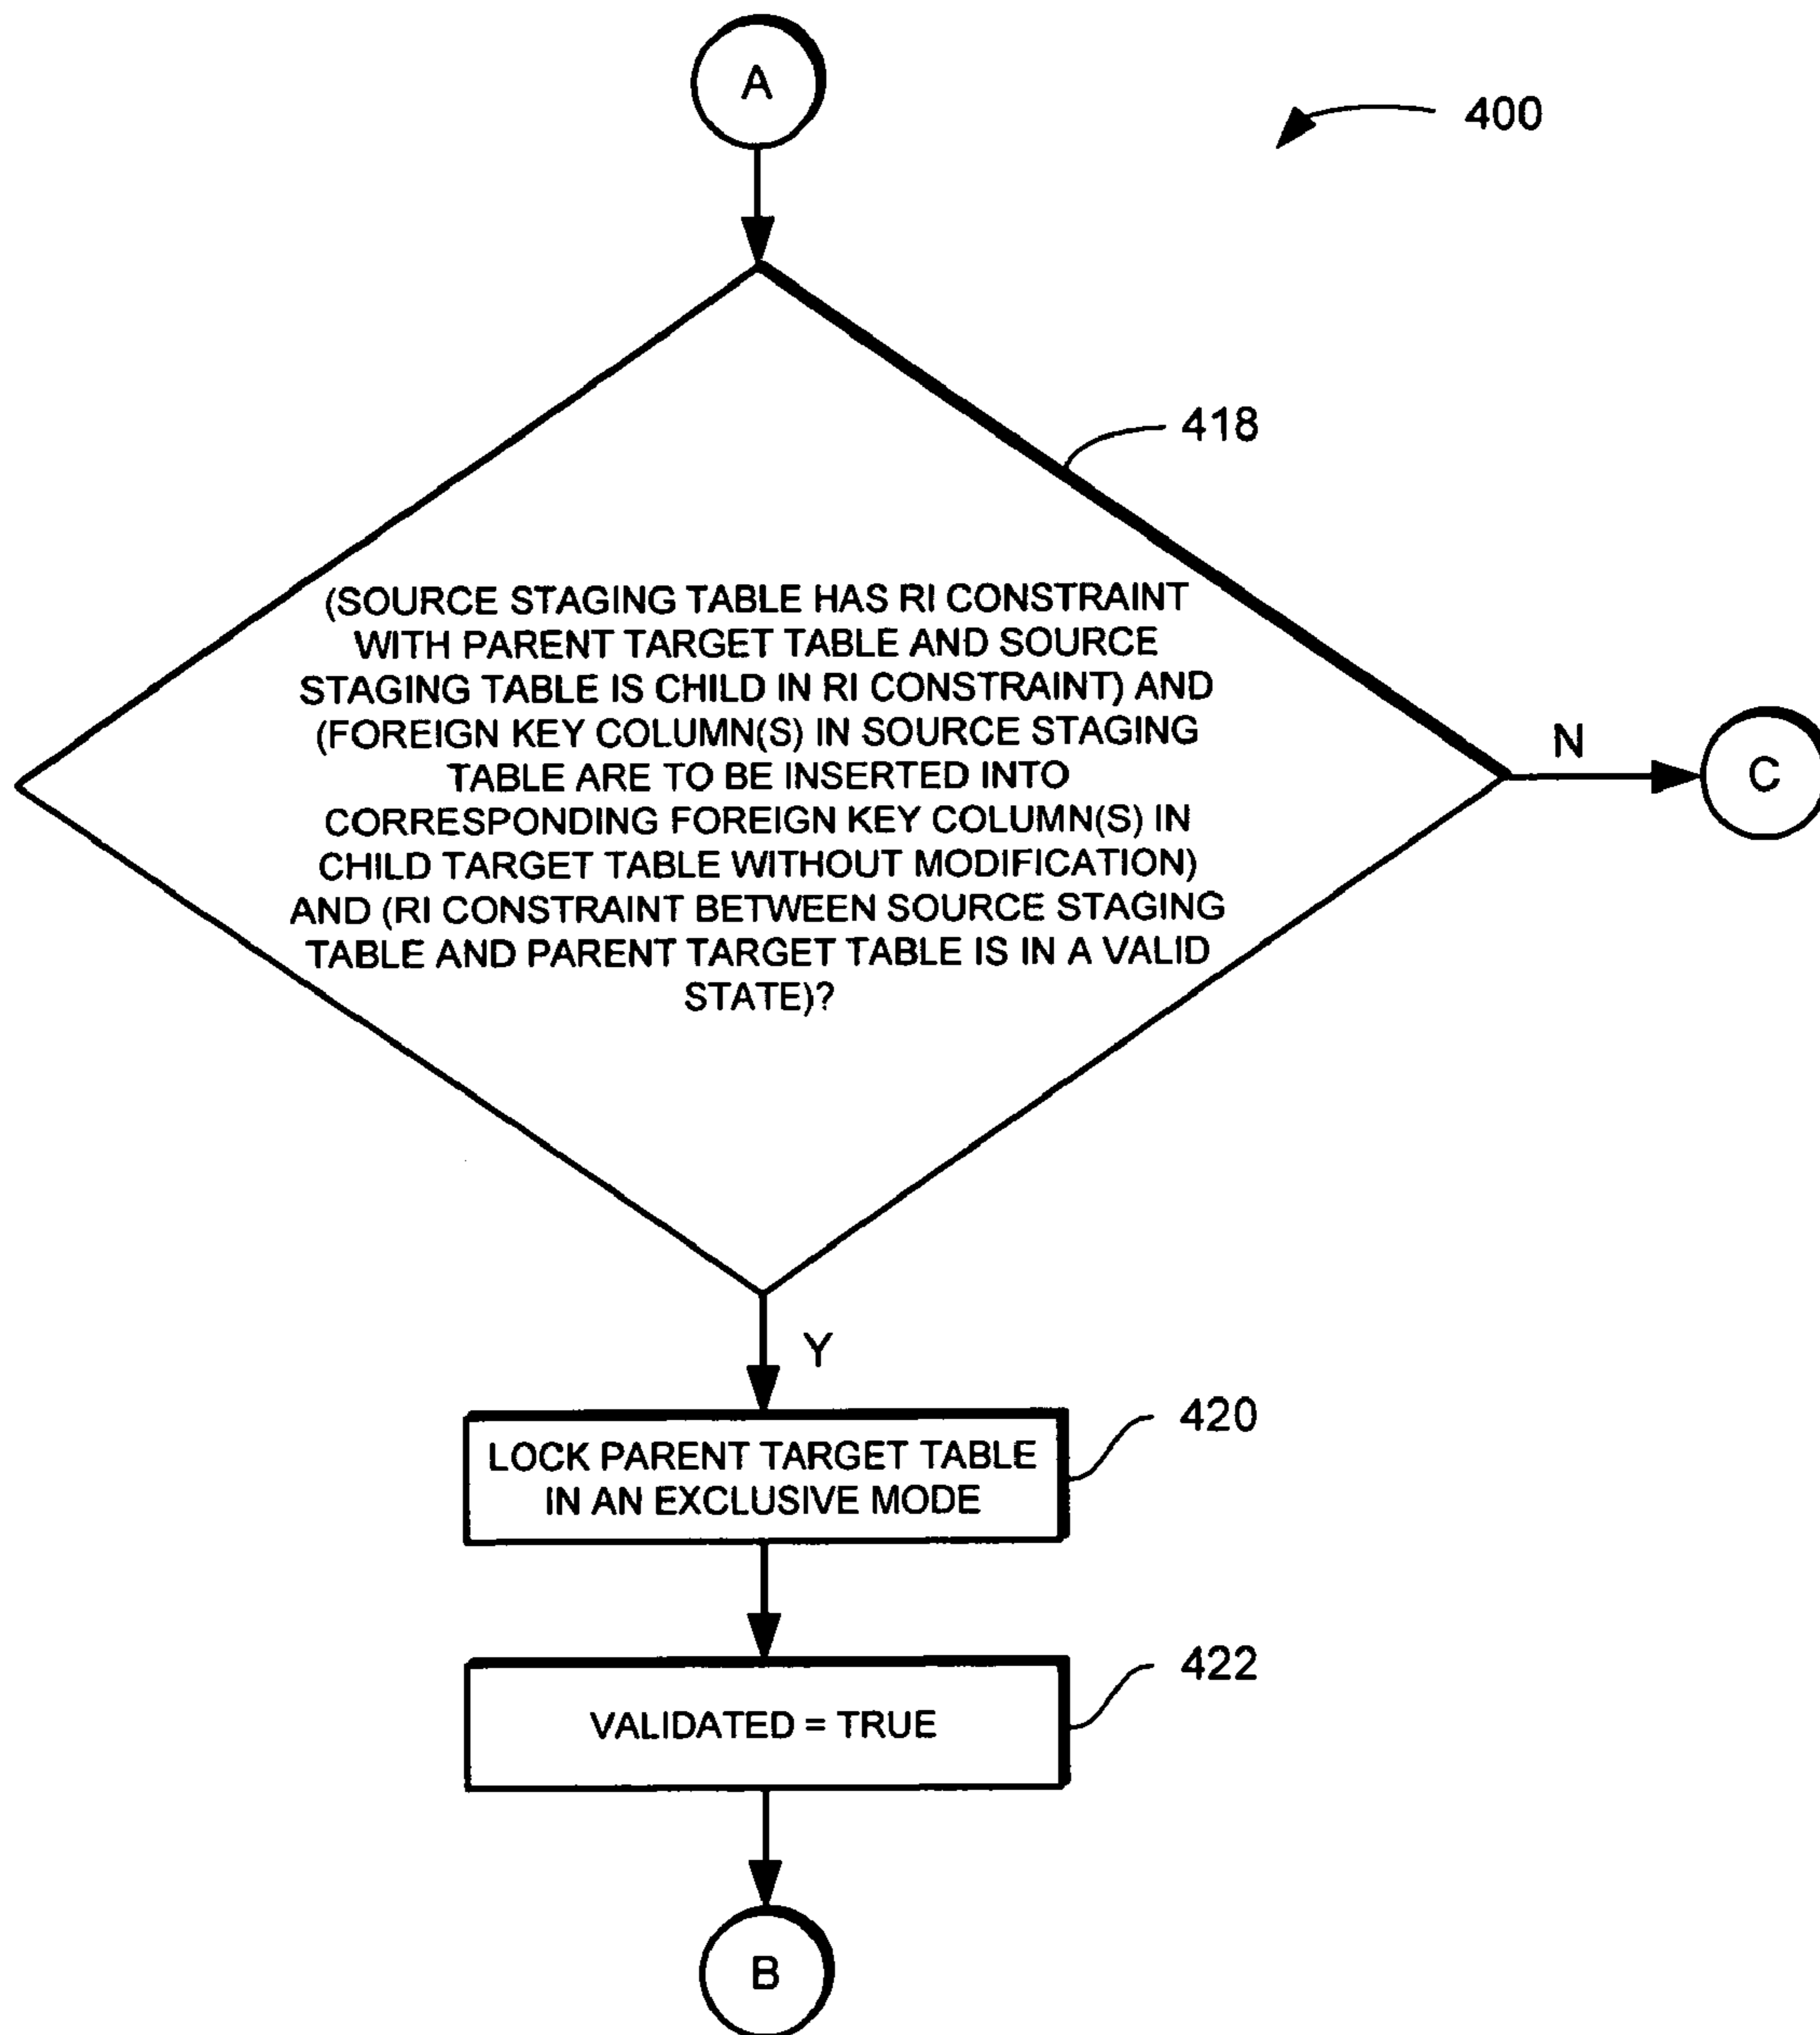 A
400
418
(SOURCE STAGING TABLE HAS RI CONSTRAINT
WITH PARENT TARGET TABLE AND SOURCE
STAGING TABLE IS CHILD IN RI CONSTRAINT) AND
(FOREIGN KEY COLUMN(S) IN SOURCE STAGING
TABLE ARE TO BE INSERTED INTO
CORRESPONDING FOREIGN KEY COLUMN(S) IN
CHILD TARGET TABLE WITHOUT MODIFICATION)
AND (RI CONSTRAINT BETWEEN SOURCE STAGING
TABLE AND PARENT TARGET TABLE IS IN A VALID
STATE)?
N
C
Y
420
LOCK PARENT TARGET TABLE
IN AN EXCLUSIVE MODE
422
VALIDATED = TRUE
B